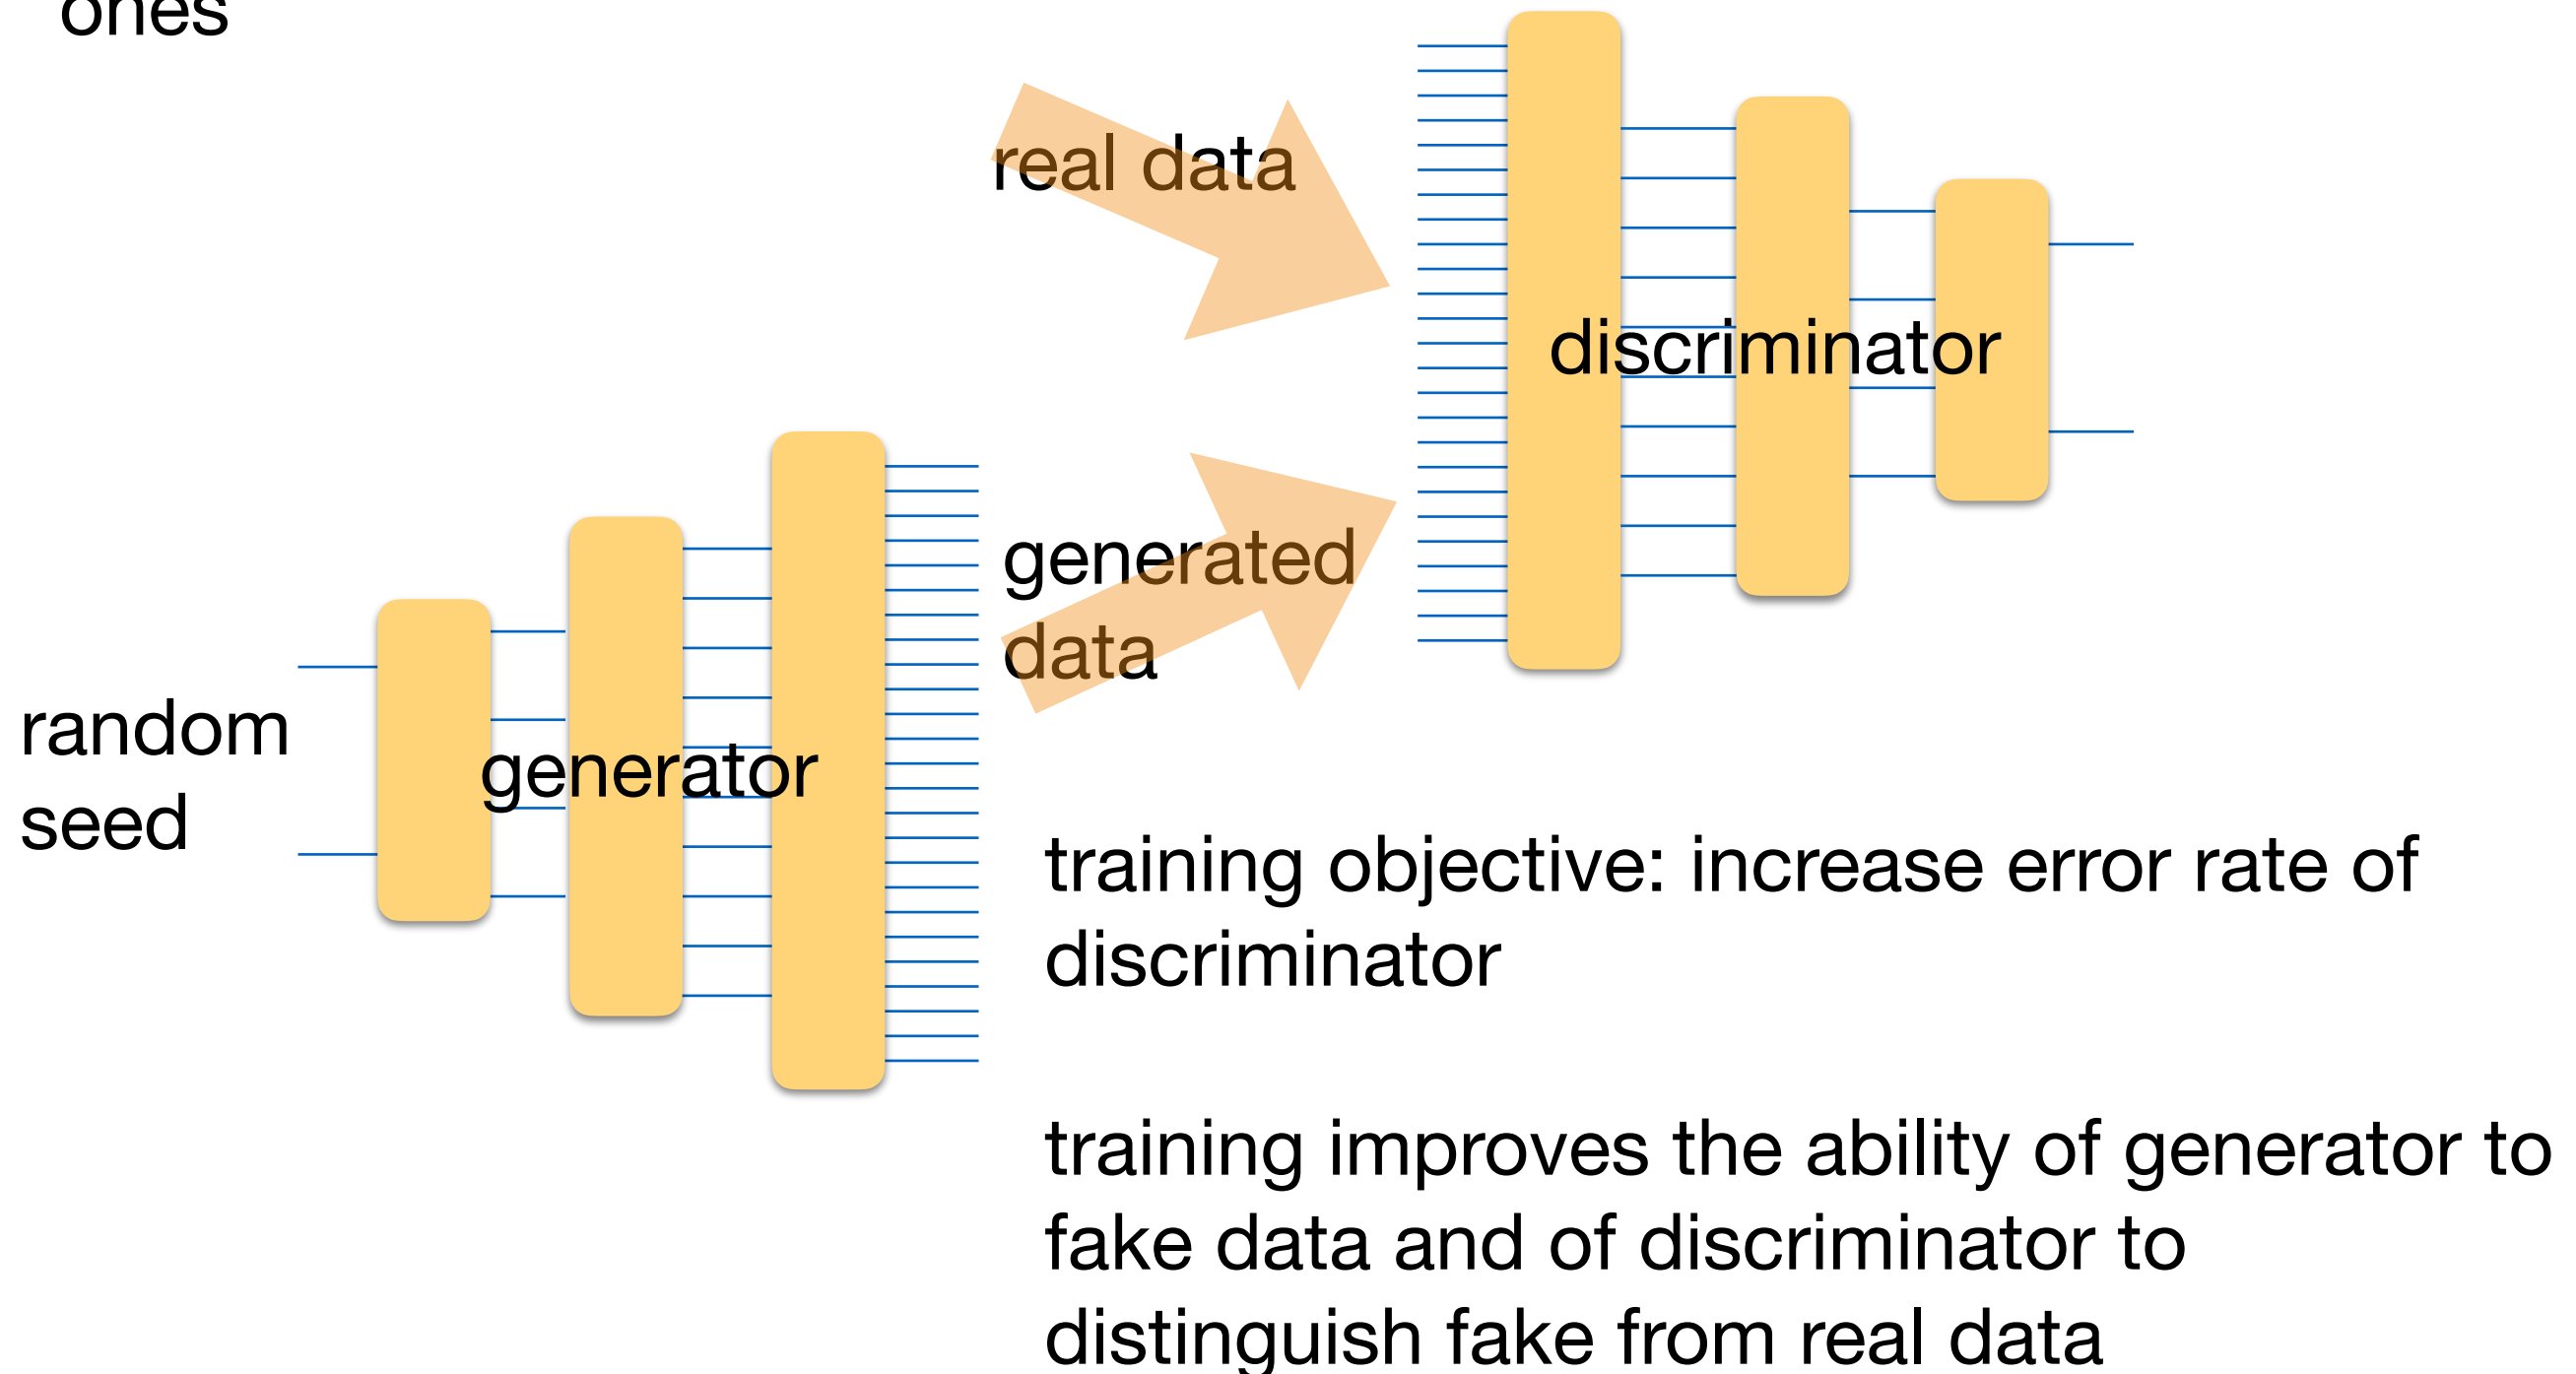 ones
real data
discriminator
generated
data
random
seed
generator
training objective: increase error rate of
discriminator
training improves the ability of generator to
fake data and of discriminator to
distinguish fake from real data